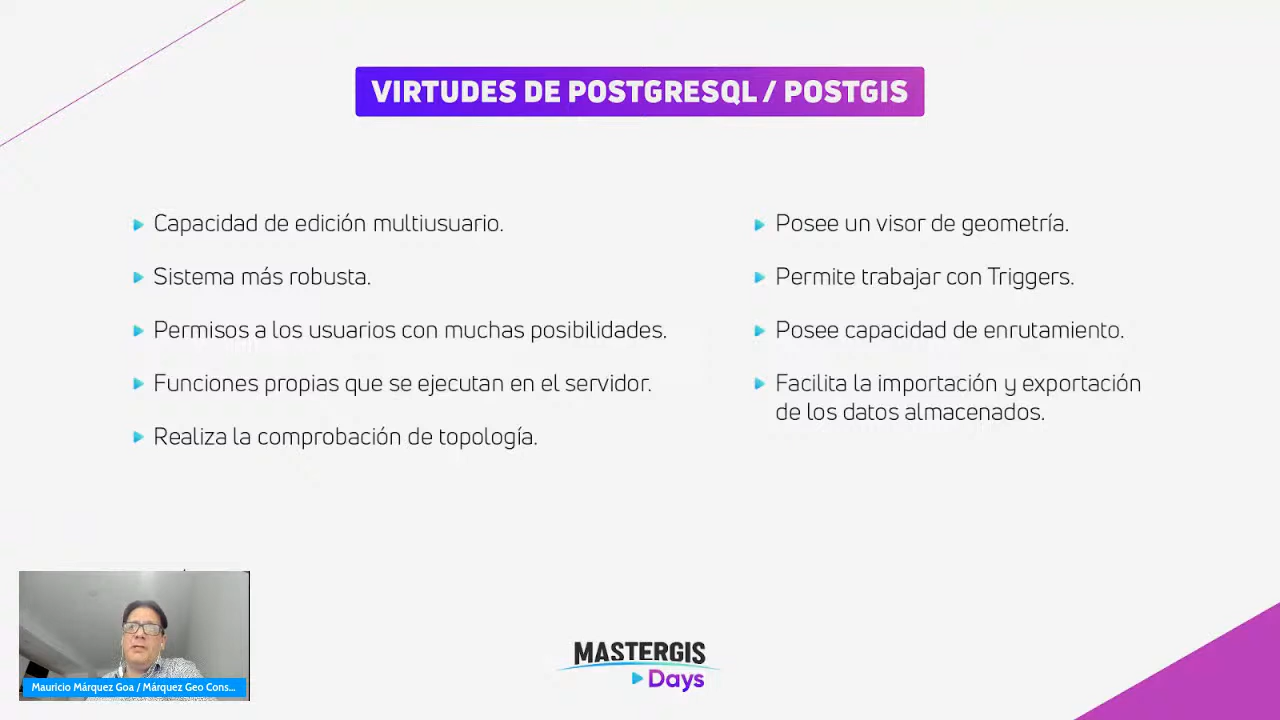 VIRTUDES DE POSTGRESQL / POSTGIS
Capacidad de edición multiusuario.
Sistema más robusta.
Permisos a los usuarios con muchas posibilidades.
Funciones propias que se ejecutan en el servidor.
Realiza la comprobación de topología.
Posee un visor de geometría.
Permite trabajar con Triggers.
Posee capacidad de enrutamiento.
Facilita la importación y exportación
de los datos almacenados.
Mauricio Márquez Goa / Márquez Geo Cons...
MASTERGIS
Days